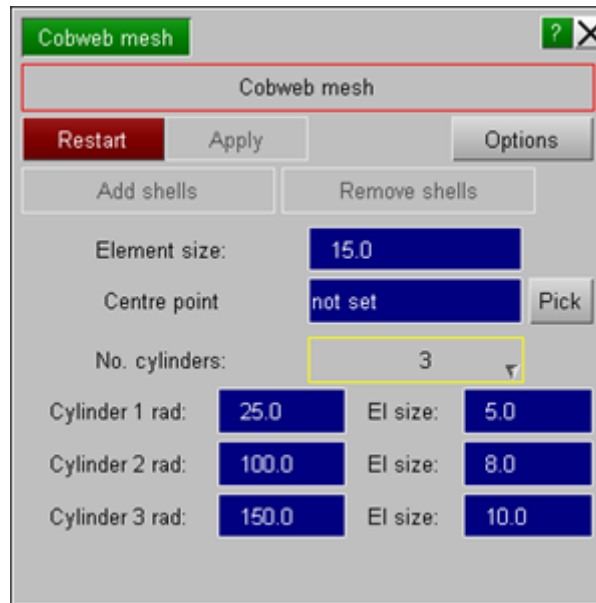 Cobweb mesh ? X
Cobweb mesh
Restart Apply Options
Add shells Remove shells
Element size: 15.0
Centre point not set Pick
No. cylinders: 3
Cylinder 1 rad: 25.0 El size: 5.0
Cylinder 2 rad: 100.0 El size: 8.0
Cylinder 3 rad: 150.0 El size: 10.0